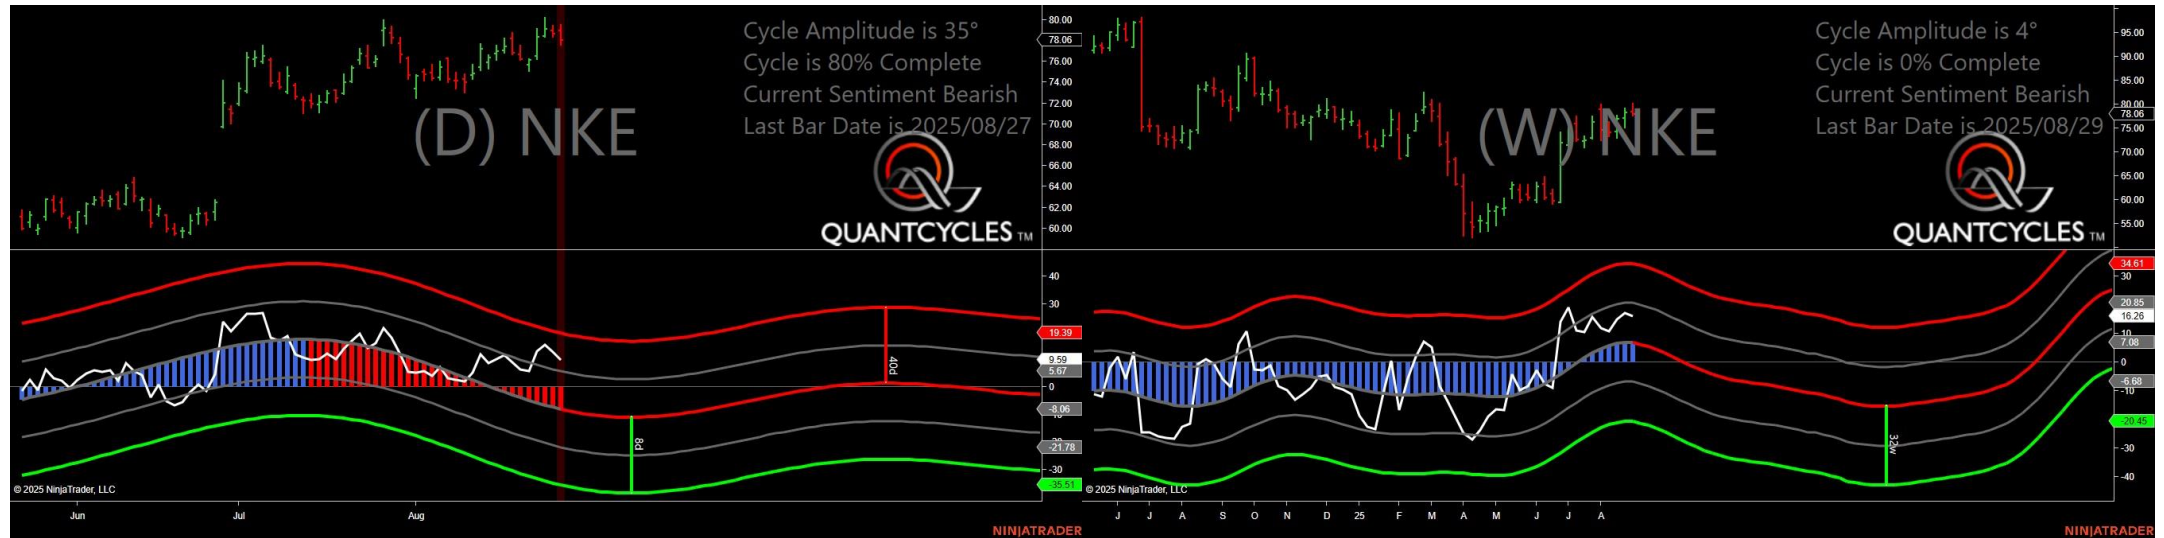 Cycle Amplitude is 35°
Cycle is 80% Complete
Current Sentiment Bearish
Last Bar Date is 2025/08/27
(D) NKE
QUANTCYCLES TM
80.00
78.06
76.00
74.00
72.00
70.00
68.00
66.00
64.00
62.00
60.00
40
30
19.39
9.59
5.67
0
-8.06
-21.78
-30
-35.51
40d
8d
© 2025 NinjaTrader, LLC
Jun
Jul
Aug
NINJATRADER
Cycle Amplitude is 4°
Cycle is 0% Complete
Current Sentiment Bearish
Last Bar Date is 2025/08/29
(W) NKE
QUANTCYCLES TM
95.00
90.00
85.00
80.00
78.06
75.00
70.00
65.00
60.00
55.00
34.61
30
20.85
16.26
10
7.08
0
-6.68
-10
-20.45
-30
-40
32w
© 2025 NinjaTrader, LLC
J J A S O N D 25 F M A M J J A
NINJATRADER